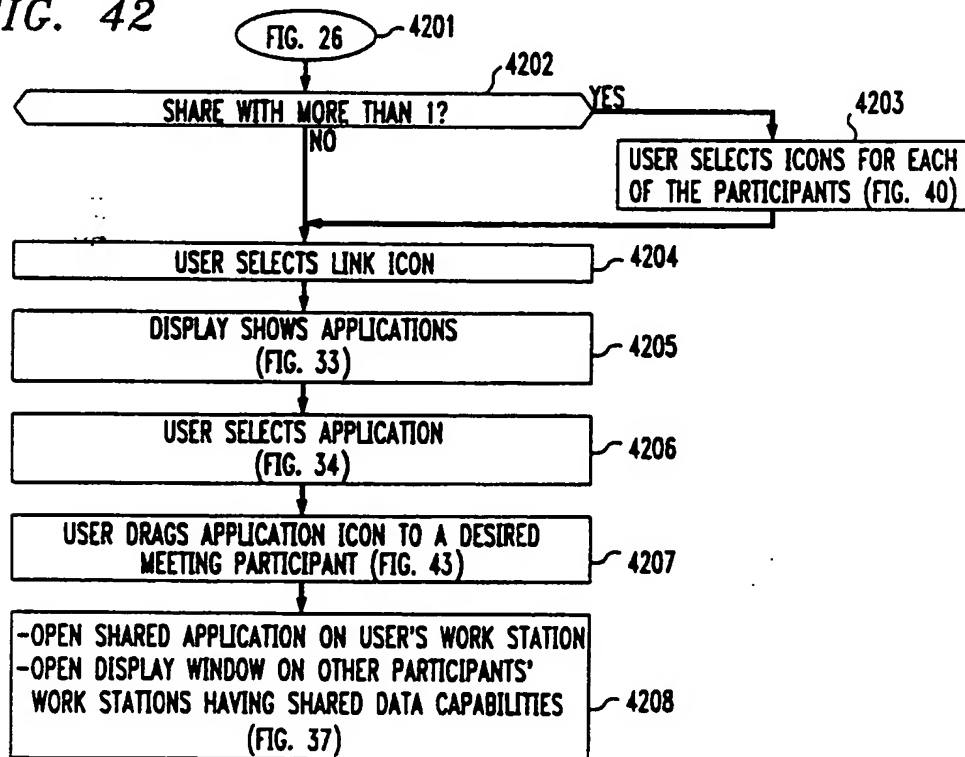 FIG. 42
FIG. 26
4201
4202
SHARE WITH MORE THAN 1?
YES
NO
4203
USER SELECTS ICONS FOR EACH
OF THE PARTICIPANTS (FIG. 40)
USER SELECTS LINK ICON
4204
DISPLAY SHOWS APPLICATIONS
(FIG. 33)
4205
USER SELECTS APPLICATION
(FIG. 34)
4206
USER DRAGS APPLICATION ICON TO A DESIRED
MEETING PARTICIPANT (FIG. 43)
4207
-OPEN SHARED APPLICATION ON USER'S WORK STATION
-OPEN DISPLAY WINDOW ON OTHER PARTICIPANTS'
WORK STATIONS HAVING SHARED DATA CAPABILITIES
(FIG. 37)
4208